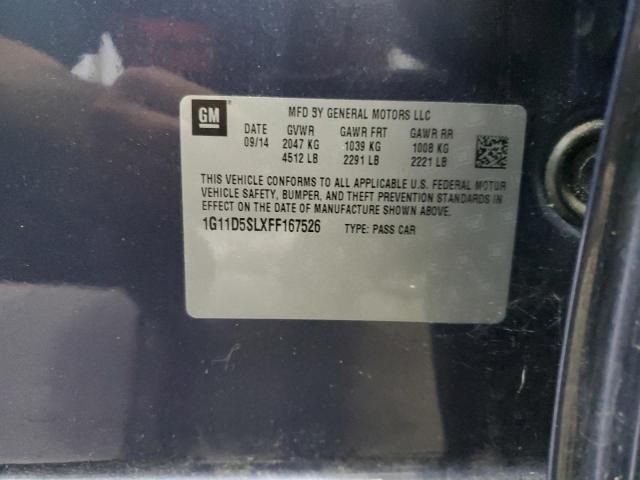 GM MFD BY GENERAL MOTORS LLC
DATE GVWR GAWR FRT GAWR RR
09/14 2047 KG 1039 KG 1008 KG
4512 LB 2291 LB 2221 LB
THIS VEHICLE CONFORMS TO ALL APPLICABLE U.S. FEDERAL MOTOR
VEHICLE SAFETY, BUMPER, AND THEFT PREVENTION STANDARDS IN
EFFECT ON THE DATE OF MANUFACTURE SHOWN ABOVE.
1G11D5SLXFF167526 TYPE: PASS CAR